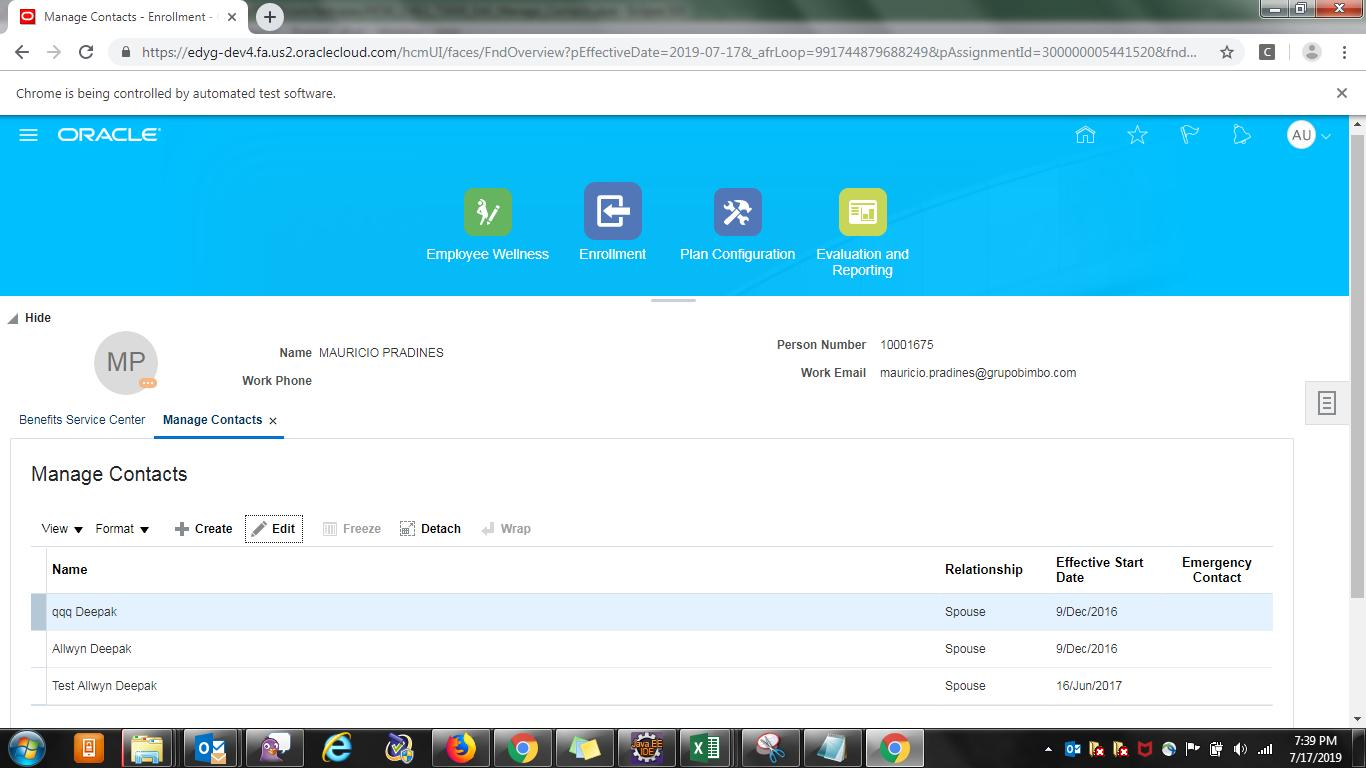 Manage Contacts - Enrollment -
https://edyg-dev4.fa.us2.oraclecloud.com/hcmUI/faces/FndOverview?pEffectiveDate=2019-07-17&_afrLoop=991744879688249&pAssignmentId=300000005441520&fnd...
C
Chrome is being controlled by automated test software.
ORACLE
AU
Employee Wellness
Enrollment
Plan Configuration
Evaluation and
Reporting
Hide
MP
Name MAURICIO PRADINES
Person Number 10001675
Work Phone
Work Email mauricio.pradines@grupobimbo.com
Benefits Service Center Manage Contacts
Manage Contacts
View Format Create Edit Freeze Detach Wrap
Name Relationship Effective Start Date Emergency Contact
qqq Deepak Spouse 9/Dec/2016
Allwyn Deepak Spouse 9/Dec/2016
Test Allwyn Deepak Spouse 16/Jun/2017
Java EE
IDE
7:39 PM
7/17/2019